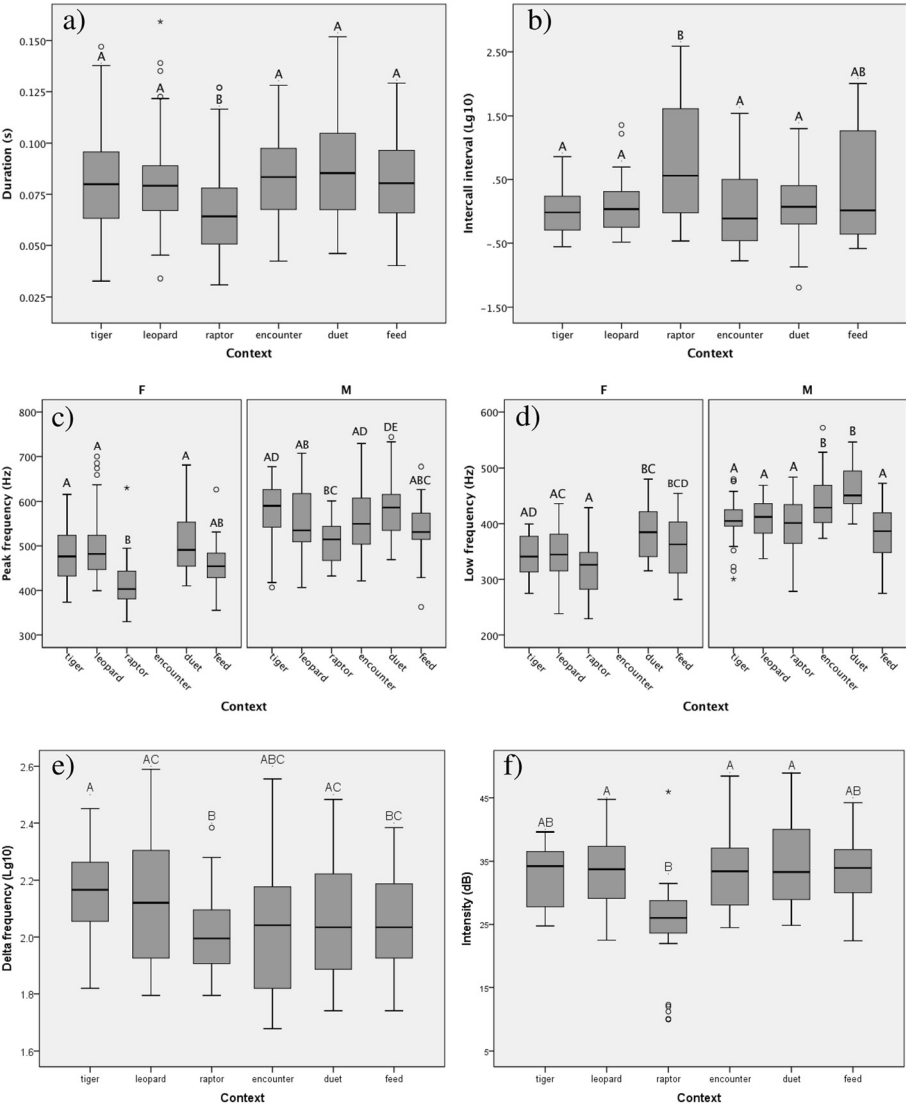 a)
Duration (s)
0.150
0.125
0.100
0.075
0.050
0.025
A
A
B
A
A
A
tiger
leopard
raptor
encounter
duet
feed
Context
b)
Intercall interval (Lg10)
2.50
1.50
.50
-.50
-1.50
A
A
B
A
A
AB
tiger
leopard
raptor
encounter
duet
feed
Context
c)
F
M
Peak frequency (Hz)
800
700
600
500
400
300
A
A
B
A
AB
AD
AB
BC
AD
DE
ABC
tiger
leopard
raptor
encounter
duet
feed
tiger
leopard
raptor
encounter
duet
feed
Context
d)
F
M
Low frequency (Hz)
600
500
400
300
200
AD
AC
A
BC
BCD
A
A
A
B
B
A
tiger
leopard
raptor
encounter
duet
feed
tiger
leopard
raptor
encounter
duet
feed
Context
e)
Delta frequency (Lg10)
2.6
2.4
2.2
2.0
1.8
1.6
A
AC
B
ABC
AC
BC
tiger
leopard
raptor
encounter
duet
feed
Context
f)
Intensity (dB)
45
35
25
15
5
AB
A
B
A
A
AB
tiger
leopard
raptor
encounter
duet
feed
Context